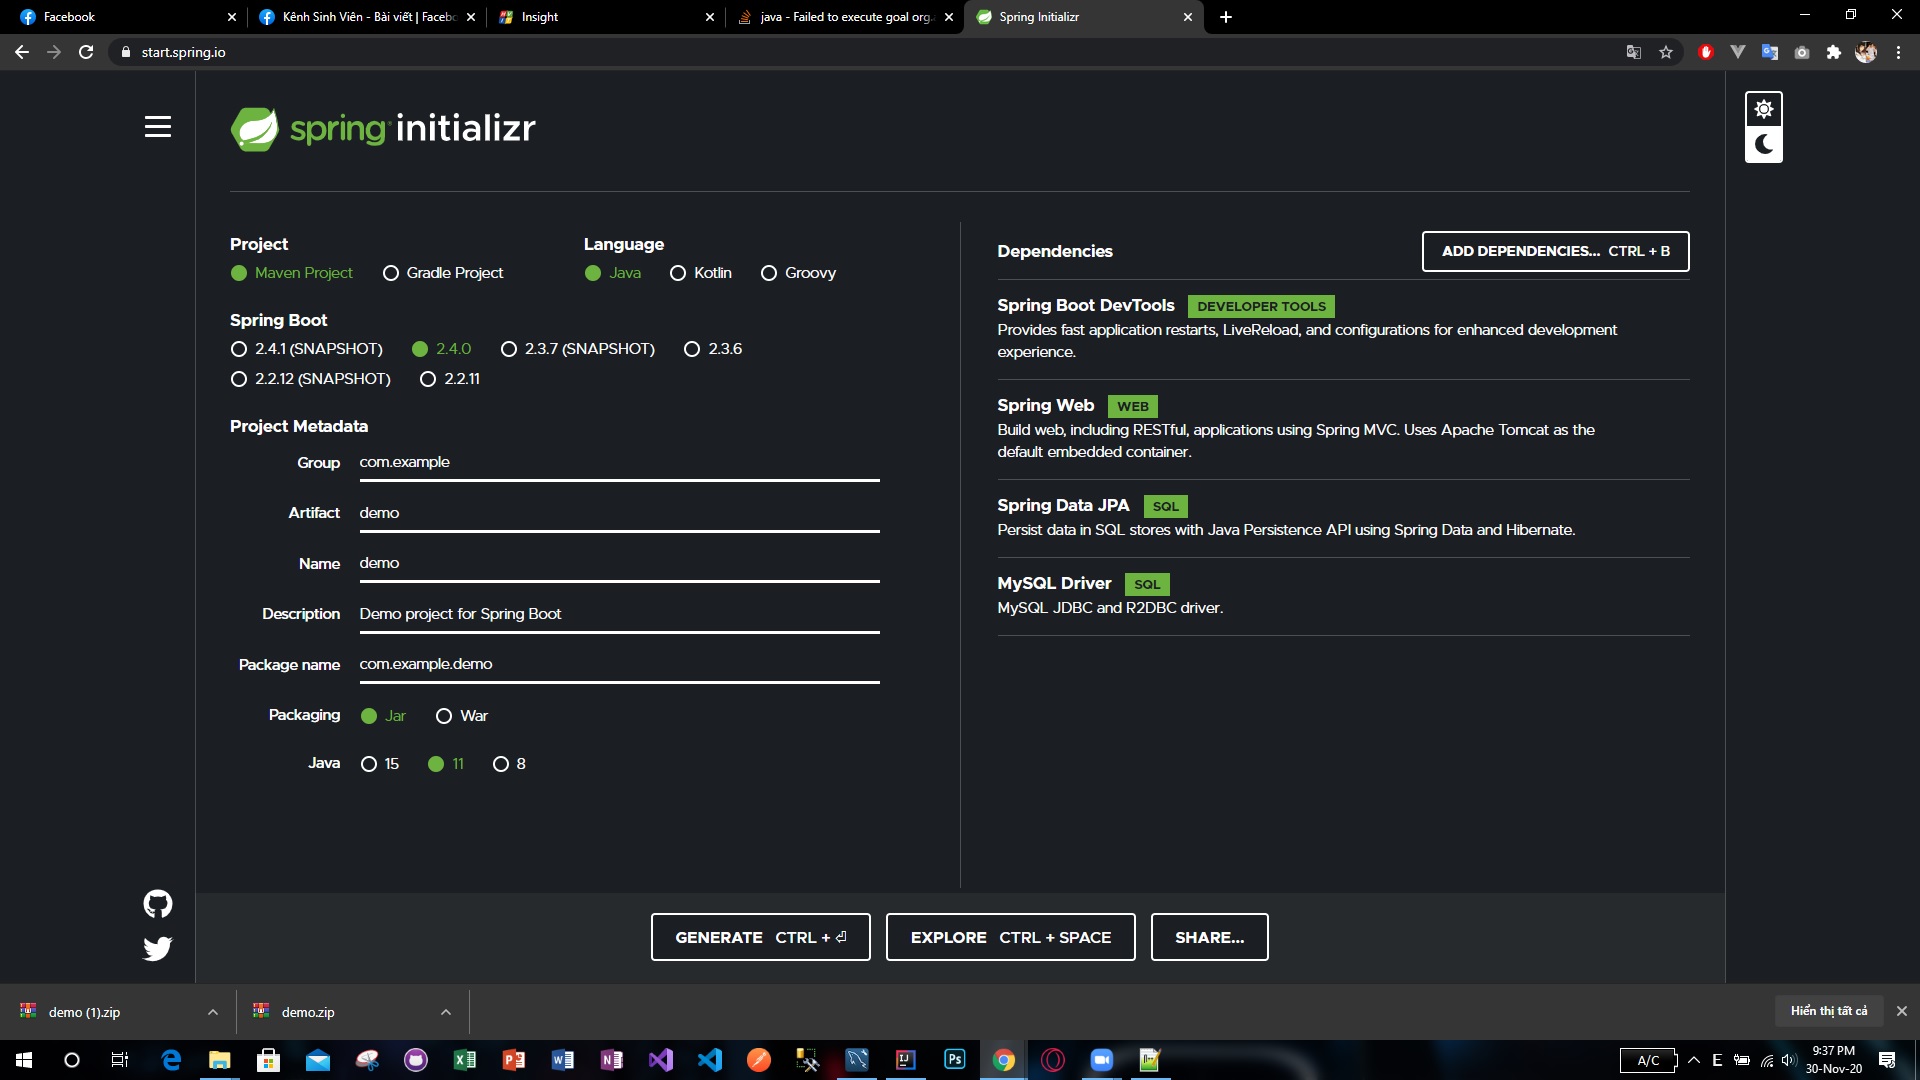 Facebook
Kênh Sinh Viên - Bài viết | Facebo
Insight
java - Failed to execute goal org.
Spring Initializr
start.spring.io
spring initializr
Project
Maven Project
Gradle Project
Language
Java
Kotlin
Groovy
Spring Boot
2.4.1 (SNAPSHOT)
2.4.0
2.3.7 (SNAPSHOT)
2.3.6
2.2.12 (SNAPSHOT)
2.2.11
Project Metadata
Group com.example
Artifact demo
Name demo
Description Demo project for Spring Boot
Package name com.example.demo
Packaging Jar War
Java 15 11 8
Dependencies
ADD DEPENDENCIES... CTRL + B
Spring Boot DevTools DEVELOPER TOOLS
Provides fast application restarts, LiveReload, and configurations for enhanced development
experience.
Spring Web WEB
Build web, including RESTful, applications using Spring MVC. Uses Apache Tomcat as the
default embedded container.
Spring Data JPA SQL
Persist data in SQL stores with Java Persistence API using Spring Data and Hibernate.
MySQL Driver SQL
MySQL JDBC and R2DBC driver.
GENERATE CTRL + ⏎
EXPLORE CTRL + SPACE
SHARE...
demo (1).zip
demo.zip
Hiển thị tất cả
A/C
E
9:37 PM
30-Nov-20